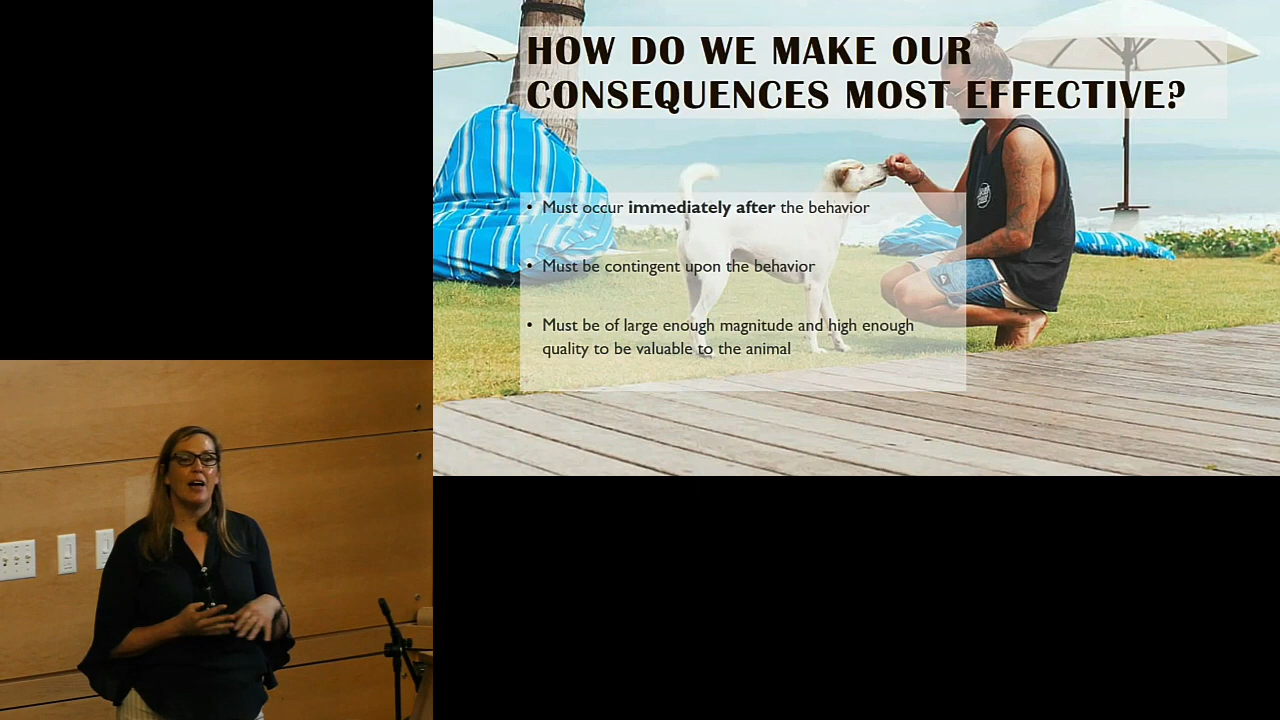 HOW DO WE MAKE OUR
CONSEQUENCES MOST EFFECTIVE?
• Must occur immediately after the behavior
• Must be contingent upon the behavior
• Must be of large enough magnitude and high enough
quality to be valuable to the animal